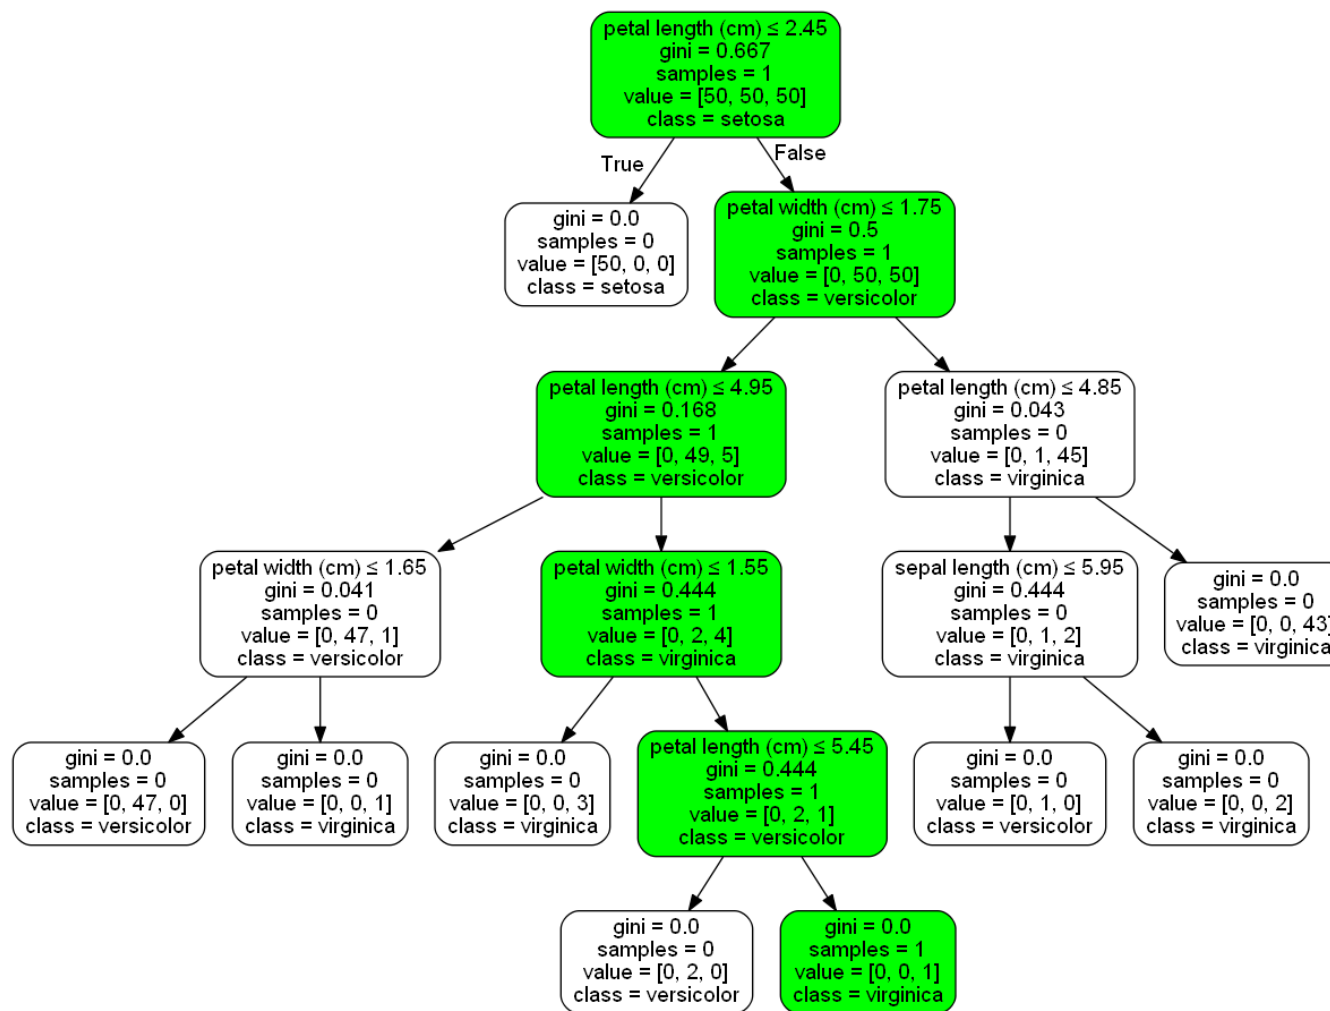 petal length (cm) ≤ 2.45
gini = 0.667
samples = 1
value = [50, 50, 50]
class = setosa
True
False
gini = 0.0
samples = 0
value = [50, 0, 0]
class = setosa
petal width (cm) ≤ 1.75
gini = 0.5
samples = 1
value = [0, 50, 50]
class = versicolor
petal length (cm) ≤ 4.95
gini = 0.168
samples = 1
value = [0, 49, 5]
class = versicolor
petal length (cm) ≤ 4.85
gini = 0.043
samples = 0
value = [0, 1, 45]
class = virginica
petal width (cm) ≤ 1.65
gini = 0.041
samples = 0
value = [0, 47, 1]
class = versicolor
petal width (cm) ≤ 1.55
gini = 0.444
samples = 1
value = [0, 2, 4]
class = virginica
sepal length (cm) ≤ 5.95
gini = 0.444
samples = 0
value = [0, 1, 2]
class = virginica
gini = 0.0
samples = 0
value = [0, 0, 43]
class = virginica
gini = 0.0
samples = 0
value = [0, 47, 0]
class = versicolor
gini = 0.0
samples = 0
value = [0, 0, 1]
class = virginica
gini = 0.0
samples = 0
value = [0, 0, 3]
class = virginica
petal length (cm) ≤ 5.45
gini = 0.444
samples = 1
value = [0, 2, 1]
class = versicolor
gini = 0.0
samples = 0
value = [0, 1, 0]
class = versicolor
gini = 0.0
samples = 0
value = [0, 0, 2]
class = virginica
gini = 0.0
samples = 0
value = [0, 2, 0]
class = versicolor
gini = 0.0
samples = 1
value = [0, 0, 1]
class = virginica